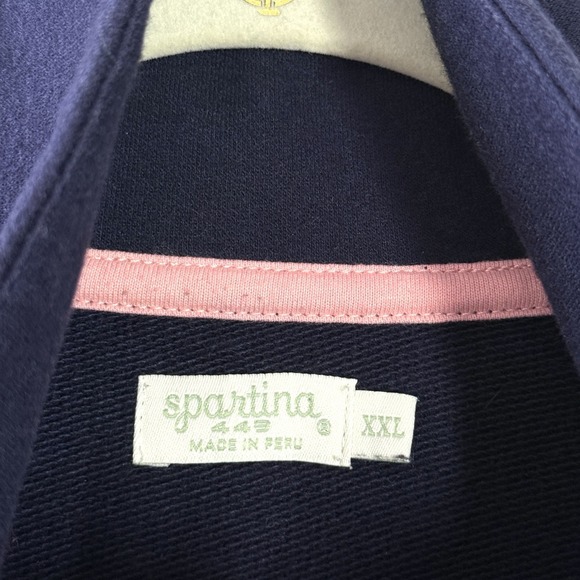 spartina
449 ®
MADE IN PERU
XXL